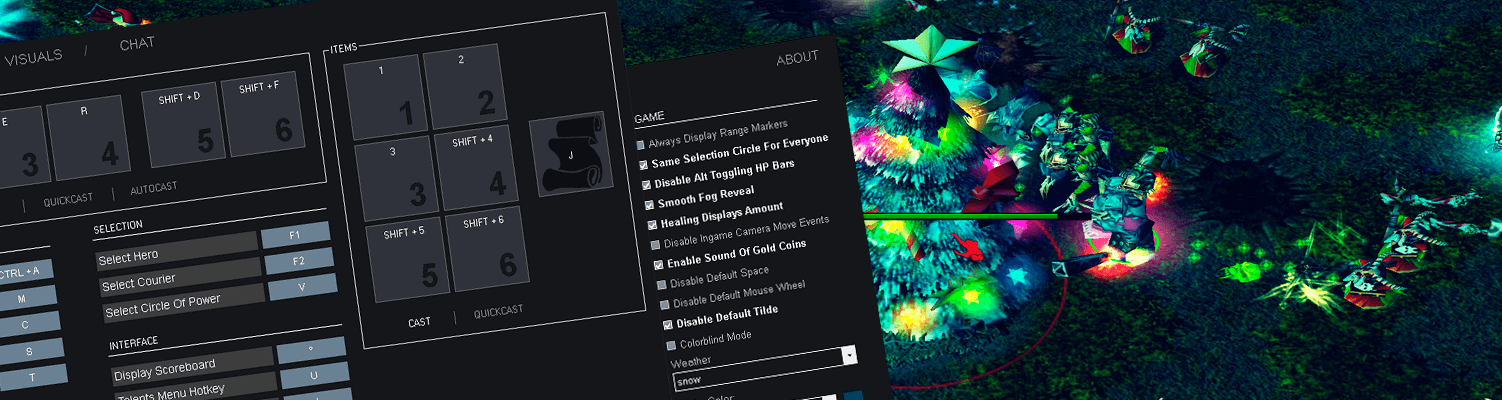 VISUALS / CHAT
E
3
R
4
SHIFT + D
5
SHIFT + F
6
QUICKCAST | AUTOCAST
CTRL + A
M
C
S
T
SELECTION
Select Hero F1
Select Courier F2
Select Circle Of Power V
INTERFACE
Display Scoreboard °
Talents Menu Hotkey U
ITEMS
1
1
2
2
3
3
SHIFT + 4
4
SHIFT + 5
5
SHIFT + 6
6
J
CAST | QUICKCAST
ABOUT
GAME
Always Display Range Markers
Same Selection Circle For Everyone
Disable Alt Toggling HP Bars
Smooth Fog Reveal
Healing Displays Amount
Disable Ingame Camera Move Events
Enable Sound Of Gold Coins
Disable Default Space
Disable Default Mouse Wheel
Disable Default Tilde
Colorblind Mode
Weather
snow
Color